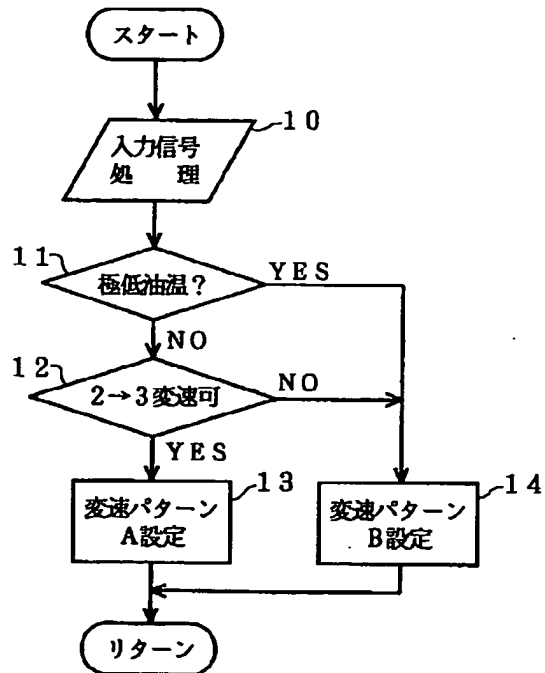 スタート
10
入力信号
処　　理
11
極低油温？
YES
NO
12
2→3変速可
NO
YES
13
変速パターン
A設定
14
変速パターン
B設定
リターン